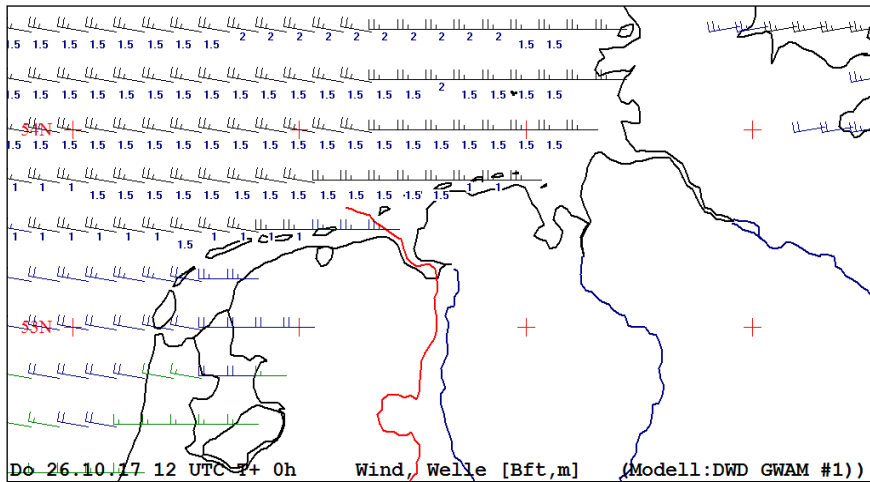 1.5 1.5 1.5 1.5 1.5 1.5 1.5 1.5 2 2 2 2 2 2 2 2 2 2 1.5 1.5
1.5 1.5 1.5 1.5 1.5 1.5 1.5 1.5 1.5 1.5 1.5 1.5 1.5 1.5 1.5 2 1.5 1.5 1.5 1.5
54N
1.5 1.5 1.5 1.5 1.5 1.5 1.5 1.5 1.5 1.5 1.5 1.5 1.5 1.5 1.5 1.5 1.5 1.5 1.5 1.5
1 1 1 1.5 1.5 1.5 1.5 1.5 1.5 1.5 1.5 1.5 1.5 1.5 1.5 1.5 1 1
1 1 1 1 1 1 1.5 1 1 1 1
53N
Do 26.10.17 12 UTC T+ 0h Wind, Welle [Bft,m] (Modell:DWD GWAM #1))